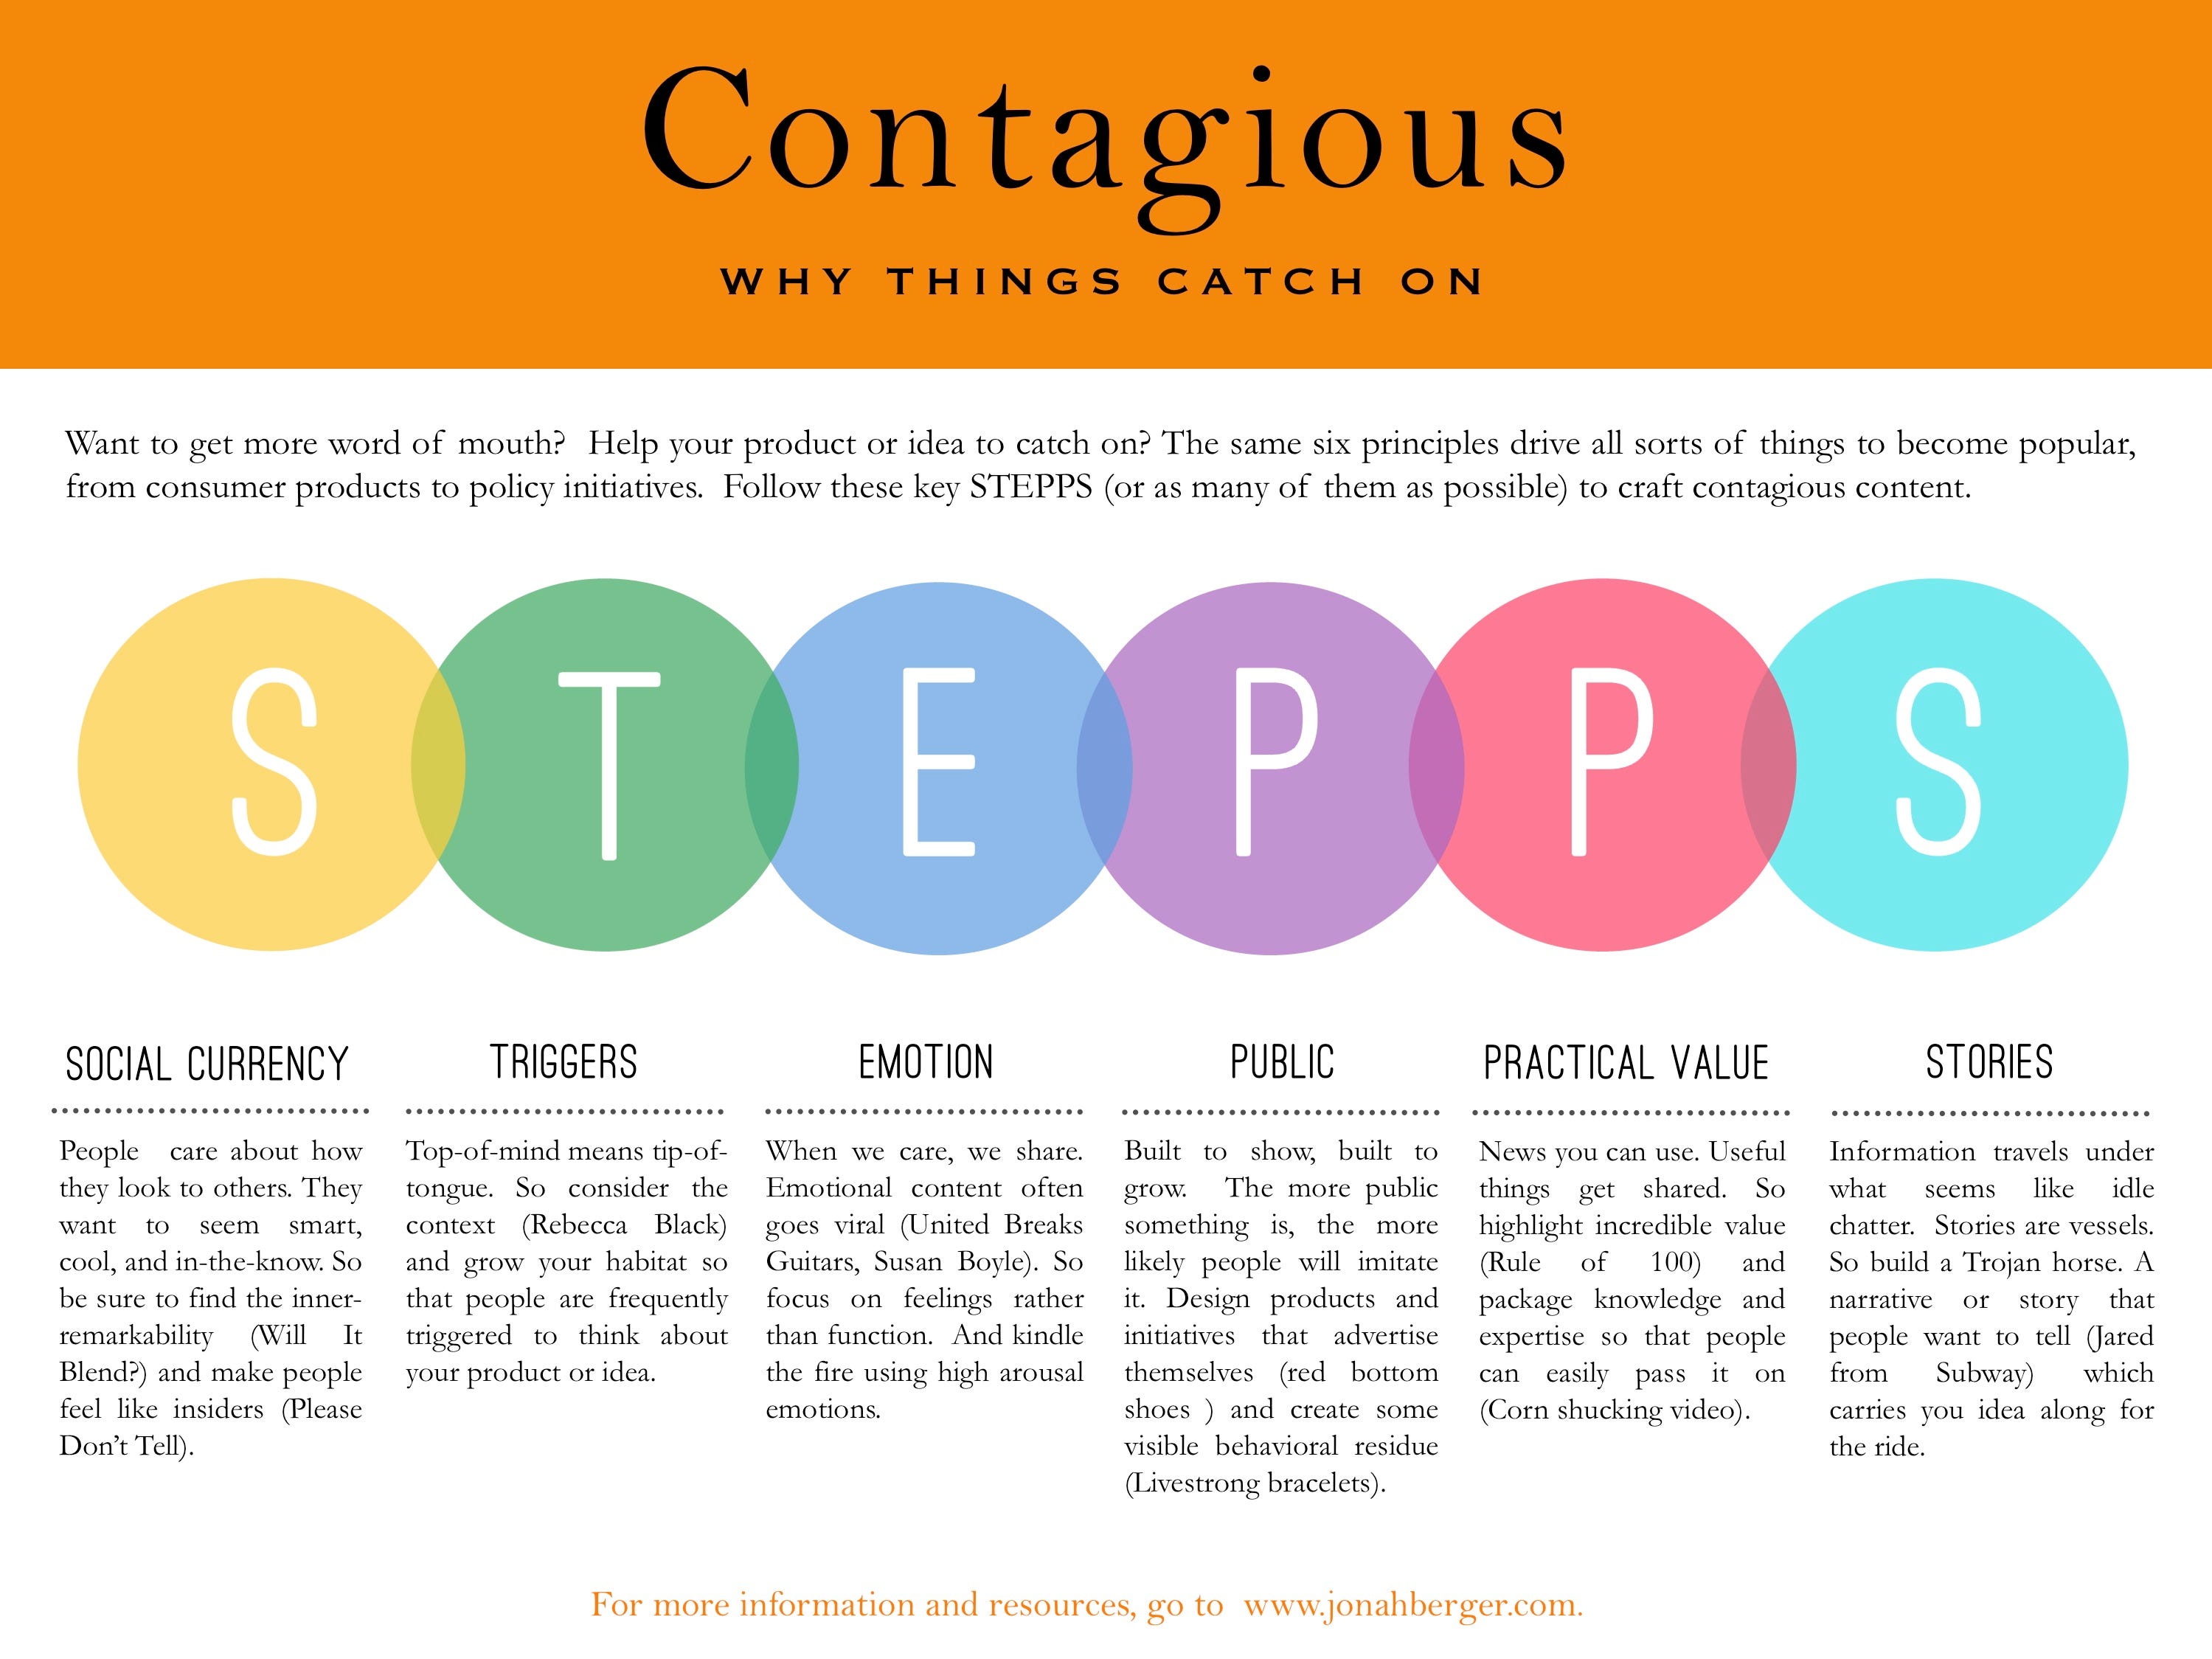 Contagious
WHY THINGS CATCH ON
Want to get more word of mouth?  Help your product or idea to catch on? The same six principles drive all sorts of things to become popular,
from consumer products to policy initiatives.  Follow these key STEPPS (or as many of them as possible) to craft contagious content.
S T E P P S
SOCIAL CURRENCY
People care about how
they look to others. They
want to seem smart,
cool, and in-the-know. So
be sure to find the inner-
remarkability (Will It
Blend?) and make people
feel like insiders (Please
Don't Tell).
TRIGGERS
Top-of-mind means tip-of-
tongue. So consider the
context (Rebecca Black)
and grow your habitat so
that people are frequently
triggered to think about
your product or idea.
EMOTION
When we care, we share.
Emotional content often
goes viral (United Breaks
Guitars, Susan Boyle). So
focus on feelings rather
than function.  And kindle
the fire using high arousal
emotions.
PUBLIC
Built to show, built to
grow.  The more public
something is, the more
likely people will imitate
it. Design products and
initiatives that advertise
themselves (red bottom
shoes ) and create some
visible behavioral residue
(Livestrong bracelets).
PRACTICAL VALUE
News you can use. Useful
things get shared. So
highlight incredible value
(Rule of 100) and
package knowledge and
expertise so that people
can easily pass it on
(Corn shucking video).
STORIES
Information travels under
what seems like idle
chatter.  Stories are vessels.
So build a Trojan horse. A
narrative or story that
people want to tell (Jared
from Subway) which
carries you idea along for
the ride.
For more information and resources, go to  www.jonahberger.com.